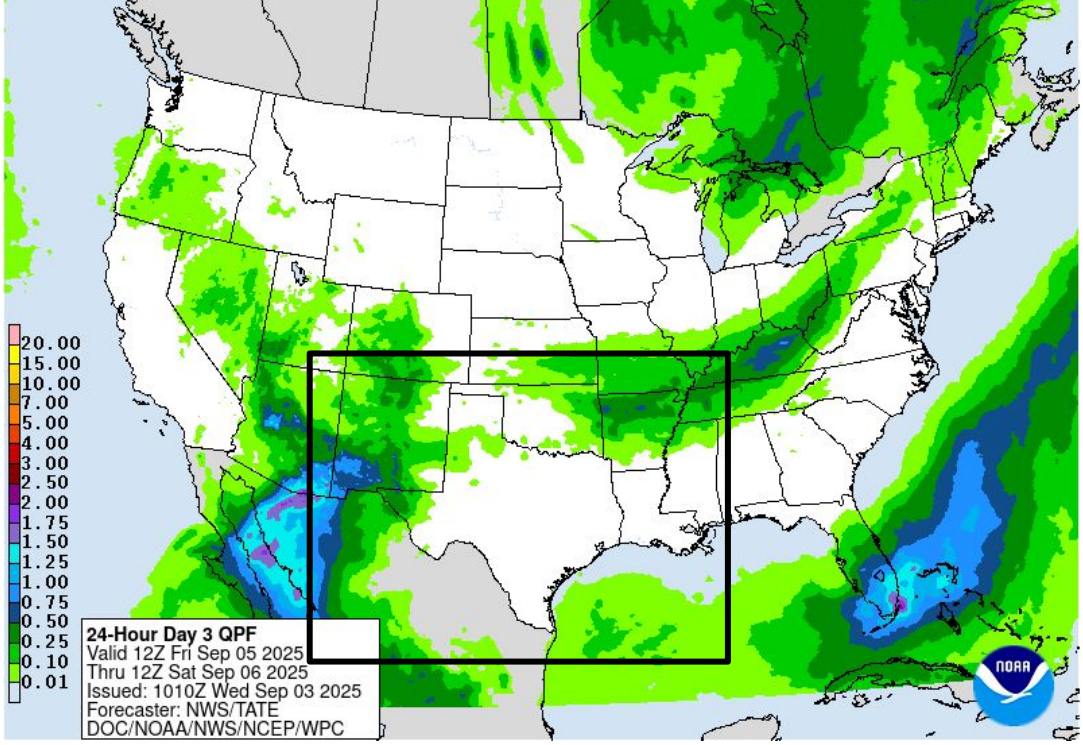 20.00
15.00
10.00
7.00
5.00
4.00
3.00
2.50
2.00
1.75
1.50
1.25
1.00
0.75
0.50
0.25
0.10
0.01
24-Hour Day 3 QPF
Valid 12Z Fri Sep 05 2025
Thru 12Z Sat Sep 06 2025
Issued: 1010Z Wed Sep 03 2025
Forecaster: NWS/TATE
DOC/NOAA/NWS/NCEP/WPC
NOAA